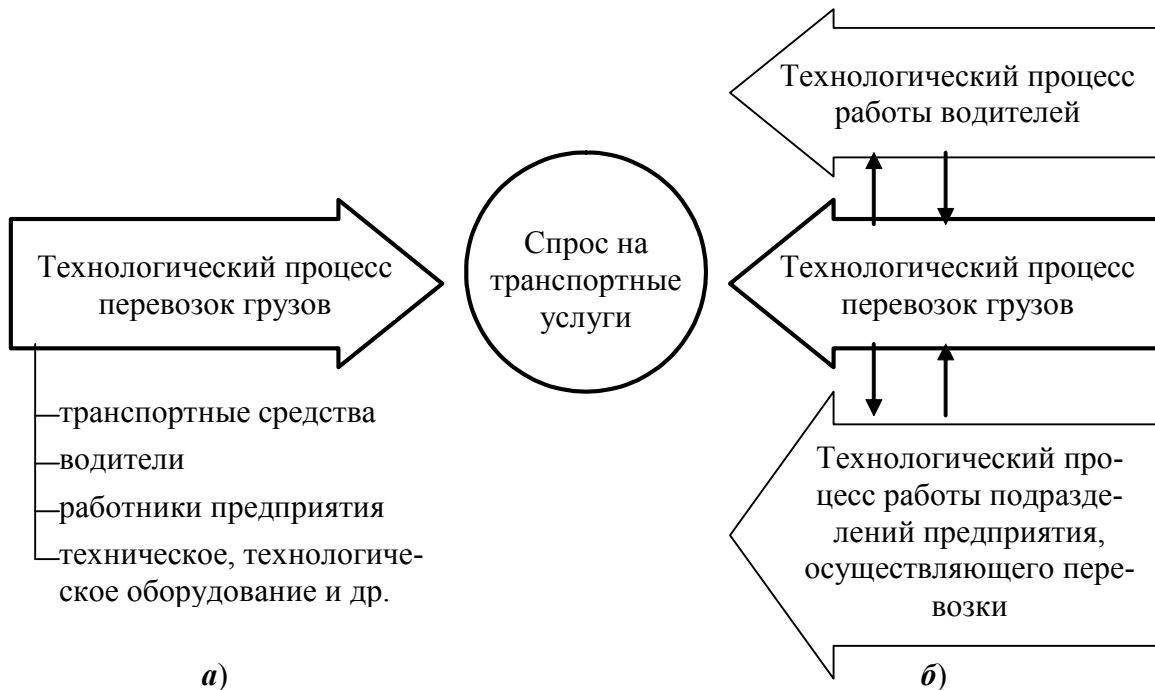 Технологический процесс
перевозок грузов
транспортные средства
водители
работники предприятия
техническое, технологиче-
ское оборудование и др.
а)
Спрос на
транспортные
услуги
Технологический процесс
работы водителей
Технологический процесс
перевозок грузов
Технологический про-
цесс работы подразде-
лений предприятия,
осуществляющего пере-
возки
б)